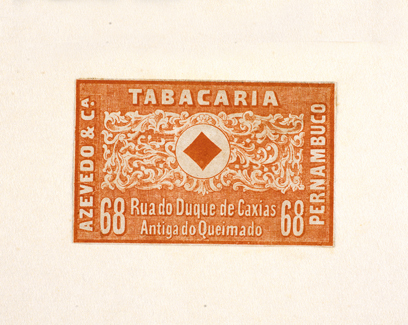 TABACARIA
AZEVEDO & Cª
PERNAMBUCO
68 Rua do Duque de Caxias 68
Antiga do Queimado